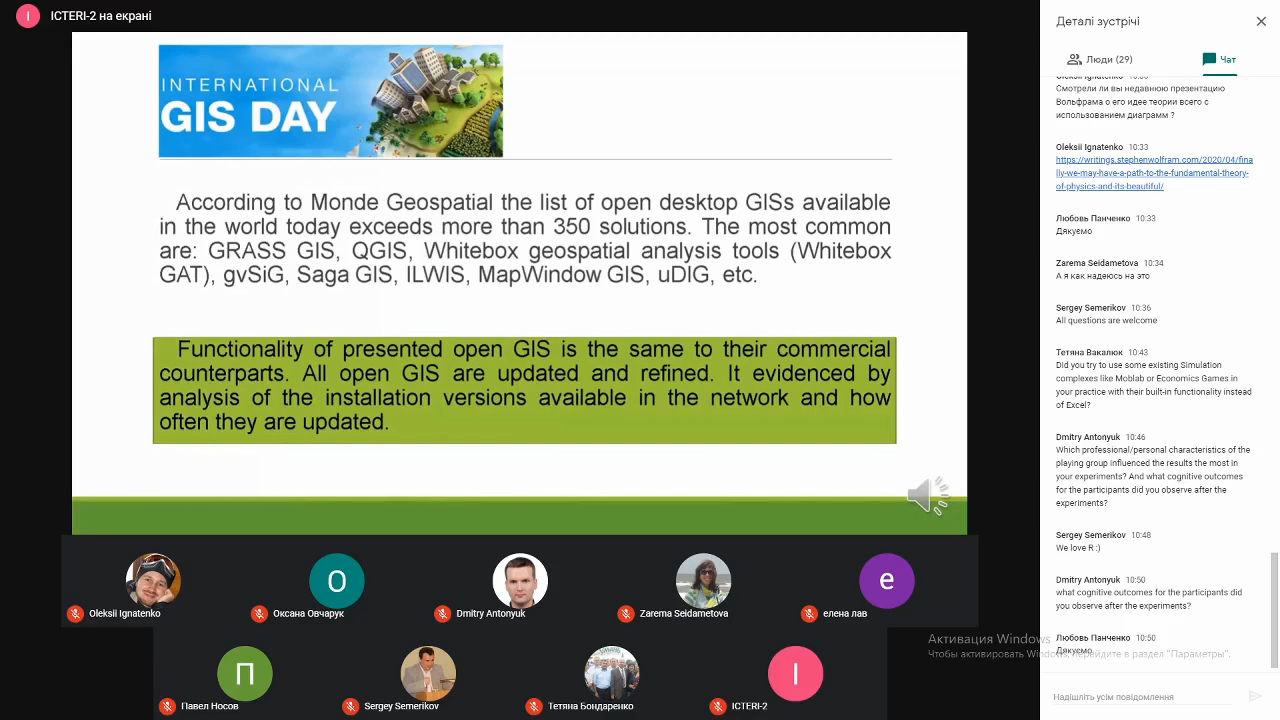 I
ICTERI-2 на екрані
INTERNATIONAL
GIS DAY
According to Monde Geospatial the list of open desktop GISs available
in the world today exceeds more than 350 solutions. The most common
are: GRASS GIS, QGIS, Whitebox geospatial analysis tools (Whitebox
GAT), gvSiG, Saga GIS, ILWIS, MapWindow GIS, uDIG, etc.
Functionality of presented open GIS is the same to their commercial
counterparts. All open GIS are updated and refined. It evidenced by
analysis of the installation versions available in the network and how
often they are updated.
О
е
Oleksii Ignatenko
Оксана Овчарук
Dmitry Antonyuk
Zarema Seidametova
елена лав
П
I
Павел Носов
Sergey Semerikov
Тетяна Бондаренко
ICTERI-2
Деталі зустрічі
Люди (29)
Чат
Oleksii Ignatenko
Смотрели ли вы недавнюю презентацию
Вольфрама о его идее теории всего с
использованием диаграмм ?
Oleksii Ignatenko 10:33
https://writings.stephenwolfram.com/2020/04/fina
lly-we-may-have-a-path-to-the-fundamental-theory-
of-physics-and-its-beautiful/
Любовь Панченко 10:33
Дякуємо
Zarema Seidametova 10:34
А я как надеюсь на это
Sergey Semerikov 10:36
All questions are welcome
Тетяна Вакалюк 10:43
Did you try to use some existing Simulation
complexes like Moblab or Economics Games in
your practice with their built-in functionality instead
of Excel?
Dmitry Antonyuk 10:46
Which professional/personal characteristics of the
playing group influenced the results the most in
your experiments? And what cognitive outcomes
for the participants did you observe after the
experiments?
Sergey Semerikov 10:48
We love R :)
Dmitry Antonyuk 10:50
what cognitive outcomes for the participants did
you observe after the experiments?
Любовь Панченко 10:50
Дякуємо
Активация Windows
Чтобы активировать Windows, перейдите в раздел "Параметры".
Надішліть усім повідомлення